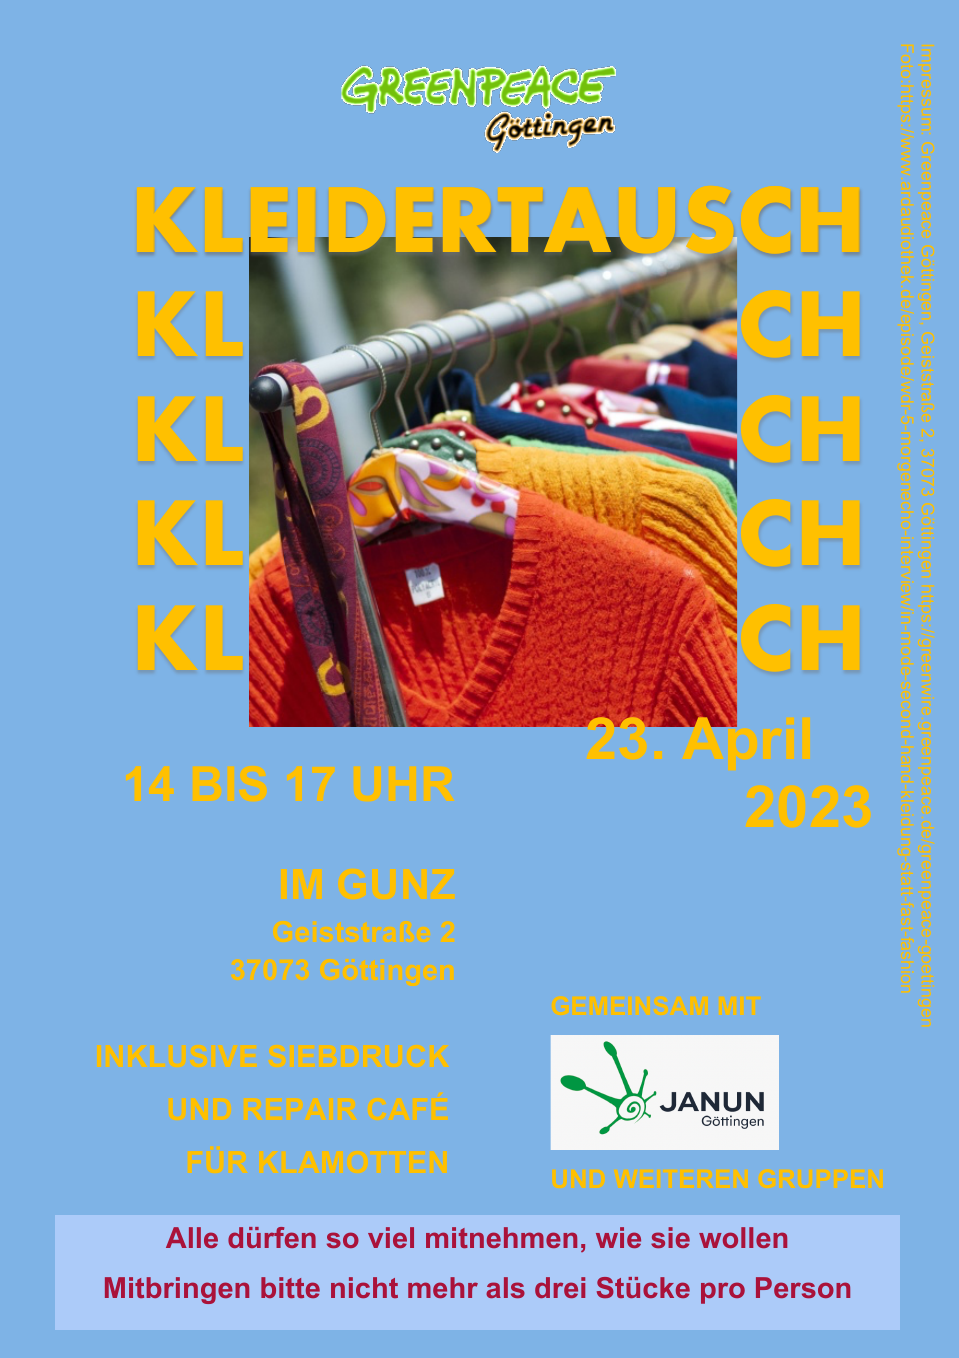 GREENPEACE
Göttingen
KLEIDERTAUSCH
KL CH
KL CH
KL CH
KL CH
23. April
2023
14 BIS 17 UHR
IM GUNZ
Geiststraße 2
37073 Göttingen
INKLUSIVE SIEBDRUCK
UND REPAIR CAFÉ
FÜR KLAMOTTEN
GEMEINSAM MIT
JANUN
Göttingen
UND WEITEREN GRUPPEN
Alle dürfen so viel mitnehmen, wie sie wollen
Mitbringen bitte nicht mehr als drei Stücke pro Person
Impressum: Greenpeace Göttingen, Geiststraße 2, 37073 Göttingen https://greenwire.greenpeace.de/greenpeace-goettingen
Foto:https://www.ardaudiothek.de/episode/wdr-5-morgenecho-interview/in-mode-second-hand-kleidung-statt-fast-fashion